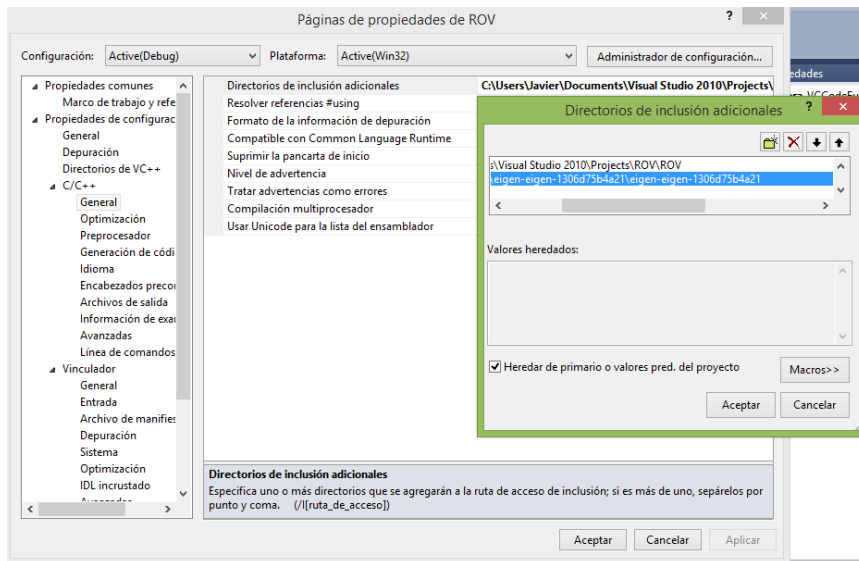 Páginas de propiedades de ROV
?
Configuración: Active(Debug) Plataforma: Active(Win32) Administrador de configuración...
Propiedades comunes
Marco de trabajo y refe
Propiedades de configurac
General
Depuración
Directorios de VC++
C/C++
General
Optimización
Preprocesador
Generación de códi
Idioma
Encabezados preco
Archivos de salida
Información de exa
Avanzadas
Línea de comandos
Vinculador
General
Entrada
Archivo de manifies
Depuración
Sistema
Optimización
IDL incrustado
Directorios de inclusión adicionales C:\Users\Javier\Documents\Visual Studio 2010\Projects\
Resolver referencias #using
Formato de la información de depuración
Compatible con Common Language Runtime
Suprimir la pancarta de inicio
Nivel de advertencia
Tratar advertencias como errores
Compilación multiprocesador
Usar Unicode para la lista del ensamblador
Directorios de inclusión adicionales
Especifica uno o más directorios que se agregarán a la ruta de acceso de inclusión; si es más de uno, sepárelos por
punto y coma. (/I[ruta_de_acceso])
Aceptar Cancelar Aplicar
Directorios de inclusión adicionales
?
s\Visual Studio 2010\Projects\ROV\ROV
\eigen-eigen-1306d75b4a21\eigen-eigen-1306d75b4a21
Valores heredados:
Heredar de primario o valores pred. del proyecto
Macros>>
Aceptar Cancelar
edades